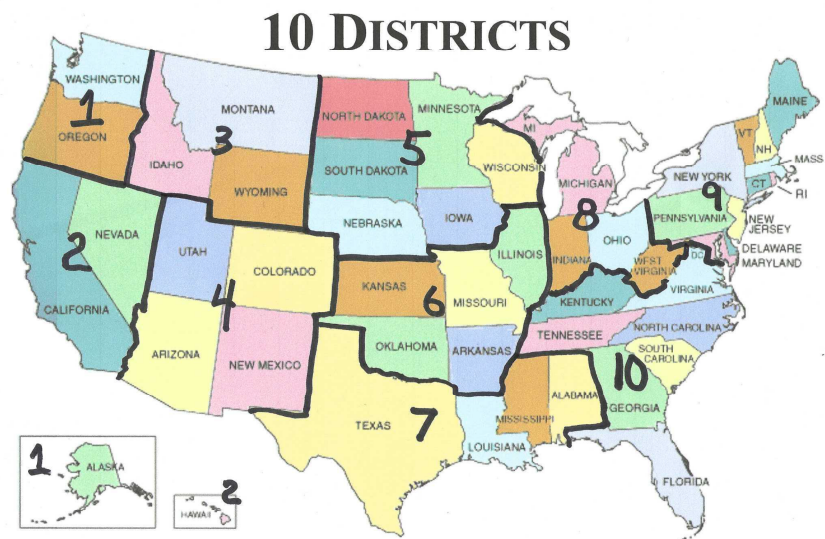 10 DISTRICTS
WASHINGTON
1
OREGON
MONTANA
3
IDAHO
WYOMING
NORTH DAKOTA
MINNESOTA
5
SOUTH DAKOTA
NEBRASKA
IOWA
WISCONSIN
MI
MICHIGAN
8
ILLINOIS
INDIANA
OHIO
WEST
VIRGINIA
MAINE
VT
NH
MASS
NEW YORK
CT
RI
9
PENNSYLVANIA
NEW
JERSEY
DELAWARE
MARYLAND
DC
NEVADA
2
CALIFORNIA
UTAH
COLORADO
4
ARIZONA
NEW MEXICO
KANSAS
6
MISSOURI
OKLAHOMA
ARKANSAS
KENTUCKY
VIRGINIA
TENNESSEE
NORTH CAROLINA
SOUTH
CAROLINA
10
GEORGIA
FLORIDA
TEXAS
7
MISSISSIPPI
ALABAMA
LOUISIANA
1
ALASKA
2
HAWAII